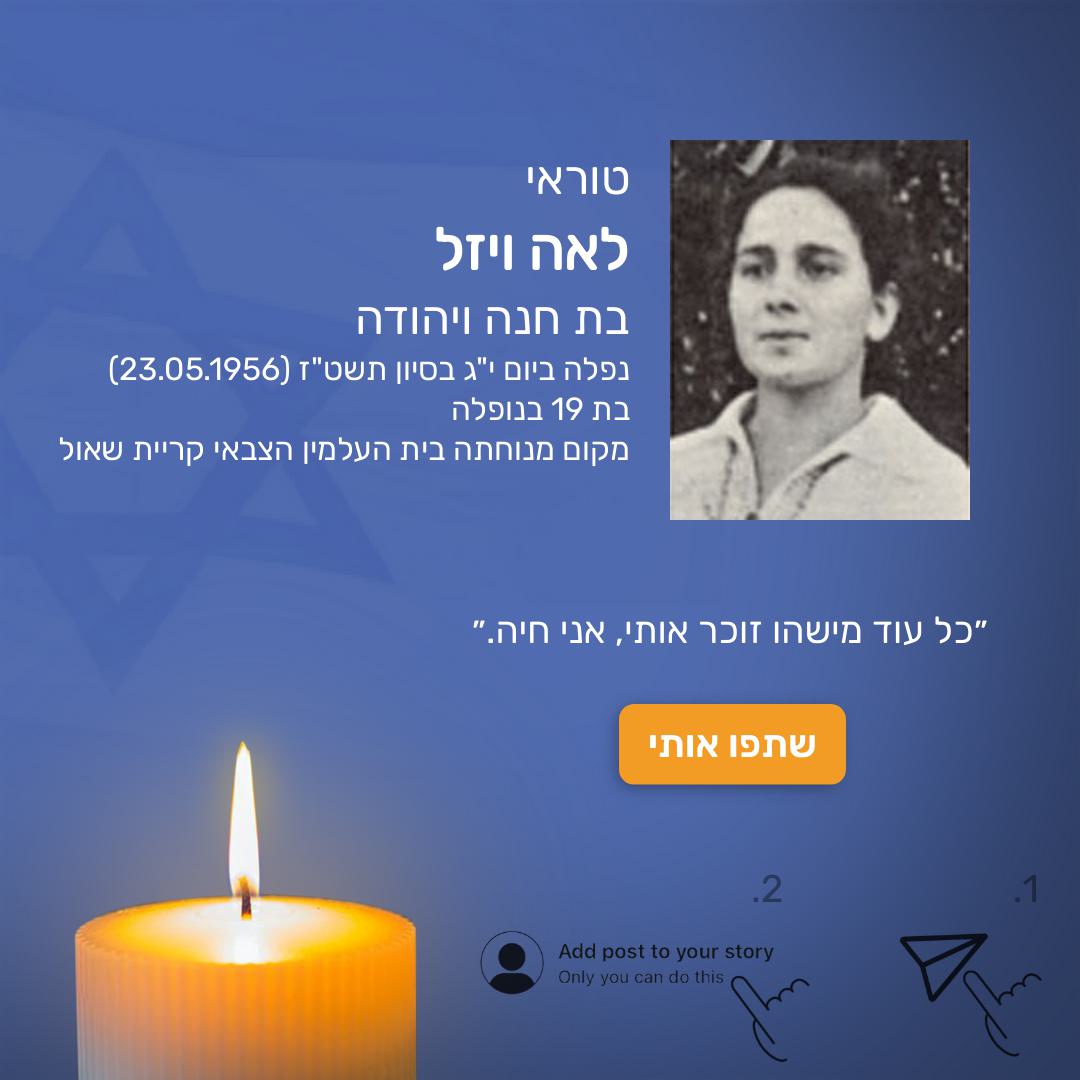 טוראי
לאה ויזל
בת חנה ויהודה
נפלה ביום י"ג בסיון תשט"ז (23.05.1956)
בת 19 בנופלה
מקום מנוחתה בית העלמין הצבאי קריית שאול
״כל עוד מישהו זוכר אותי, אני חיה.״
שתפו אותי
1.
2.
Add post to your story
Only you can do this